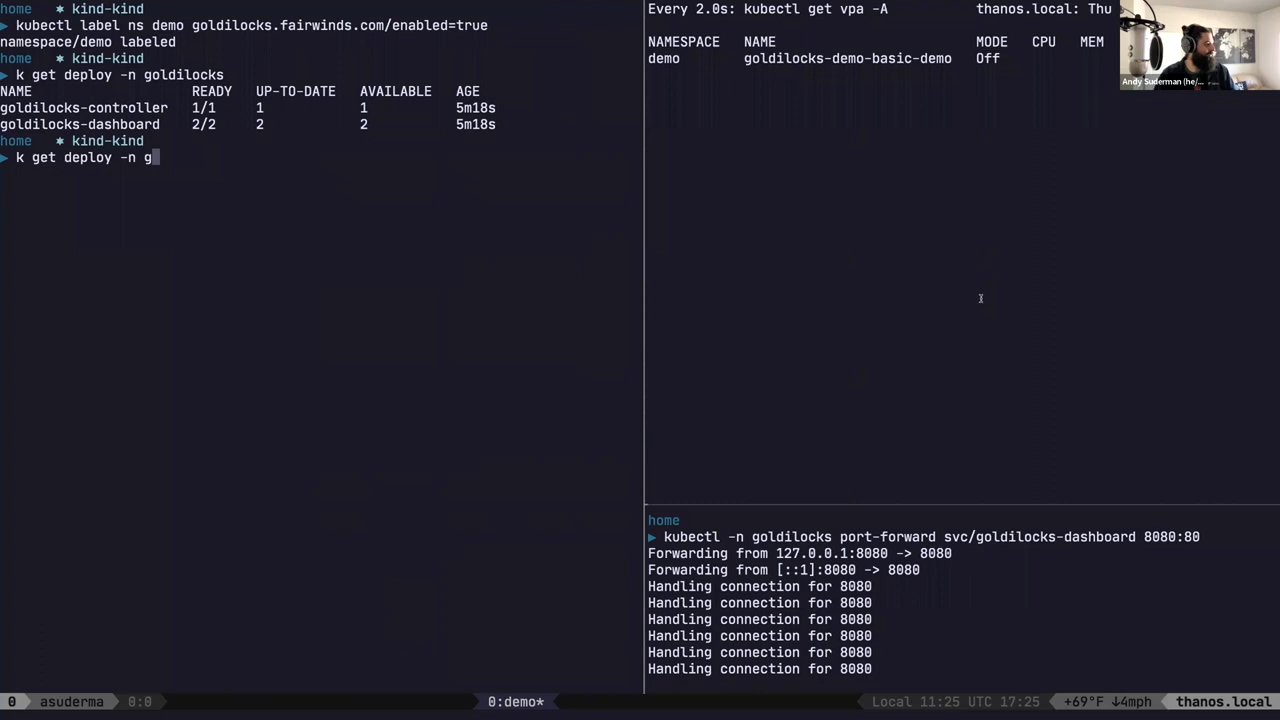 home   ✶ kind-kind
▶ kubectl label ns demo goldilocks.fairwinds.com/enabled=true
namespace/demo labeled
home   ✶ kind-kind
▶ k get deploy -n goldilocks
NAME                    READY   UP-TO-DATE   AVAILABLE   AGE
goldilocks-controller   1/1     1            1           5m18s
goldilocks-dashboard    2/2     2            2           5m18s
home   ✶ kind-kind
▶ k get deploy -n g
Every 2.0s: kubectl get vpa -A            thanos.local: Thu
NAMESPACE   NAME                         MODE   CPU   MEM
demo        goldilocks-demo-basic-demo   Off
Andy Suderman (he/...
home
▶ kubectl -n goldilocks port-forward svc/goldilocks-dashboard 8080:80
Forwarding from 127.0.0.1:8080 -> 8080
Forwarding from [::1]:8080 -> 8080
Handling connection for 8080
Handling connection for 8080
Handling connection for 8080
Handling connection for 8080
Handling connection for 8080
Handling connection for 8080
0 asuderma 0:0 0:demo* Local 11:25 UTC 17:25 +69°F ↓4mph thanos.local